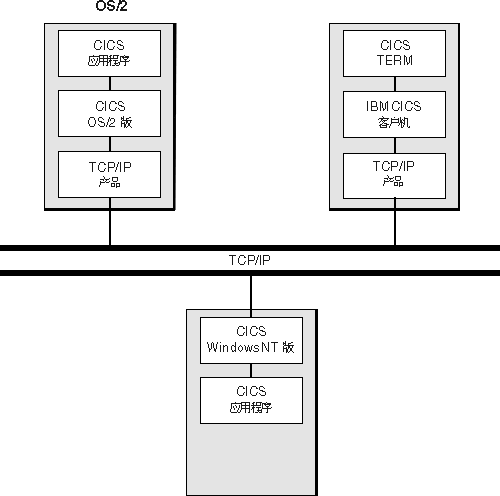 OS/2
CICS
应用程序
CICS
OS/2 版
TCP/IP
产品
CICS
TERM
IBM CICS
客户机
TCP/IP
产品
TCP/IP
CICS
WindowsNT 版
CICS
应用程序